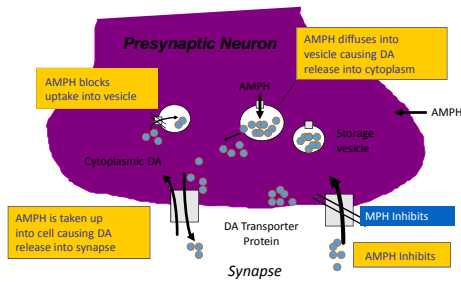 Presynaptic Neuron
AMPH diffuses into
vesicle causing DA
release into cytoplasm
AMPH blocks
uptake into vesicle
AMPH
AMPH
Storage
vesicle
Cytoplasmic DA
AMPH is taken up
into cell causing DA
release into synapse
DA Transporter
Protein
MPH Inhibits
AMPH Inhibits
Synapse